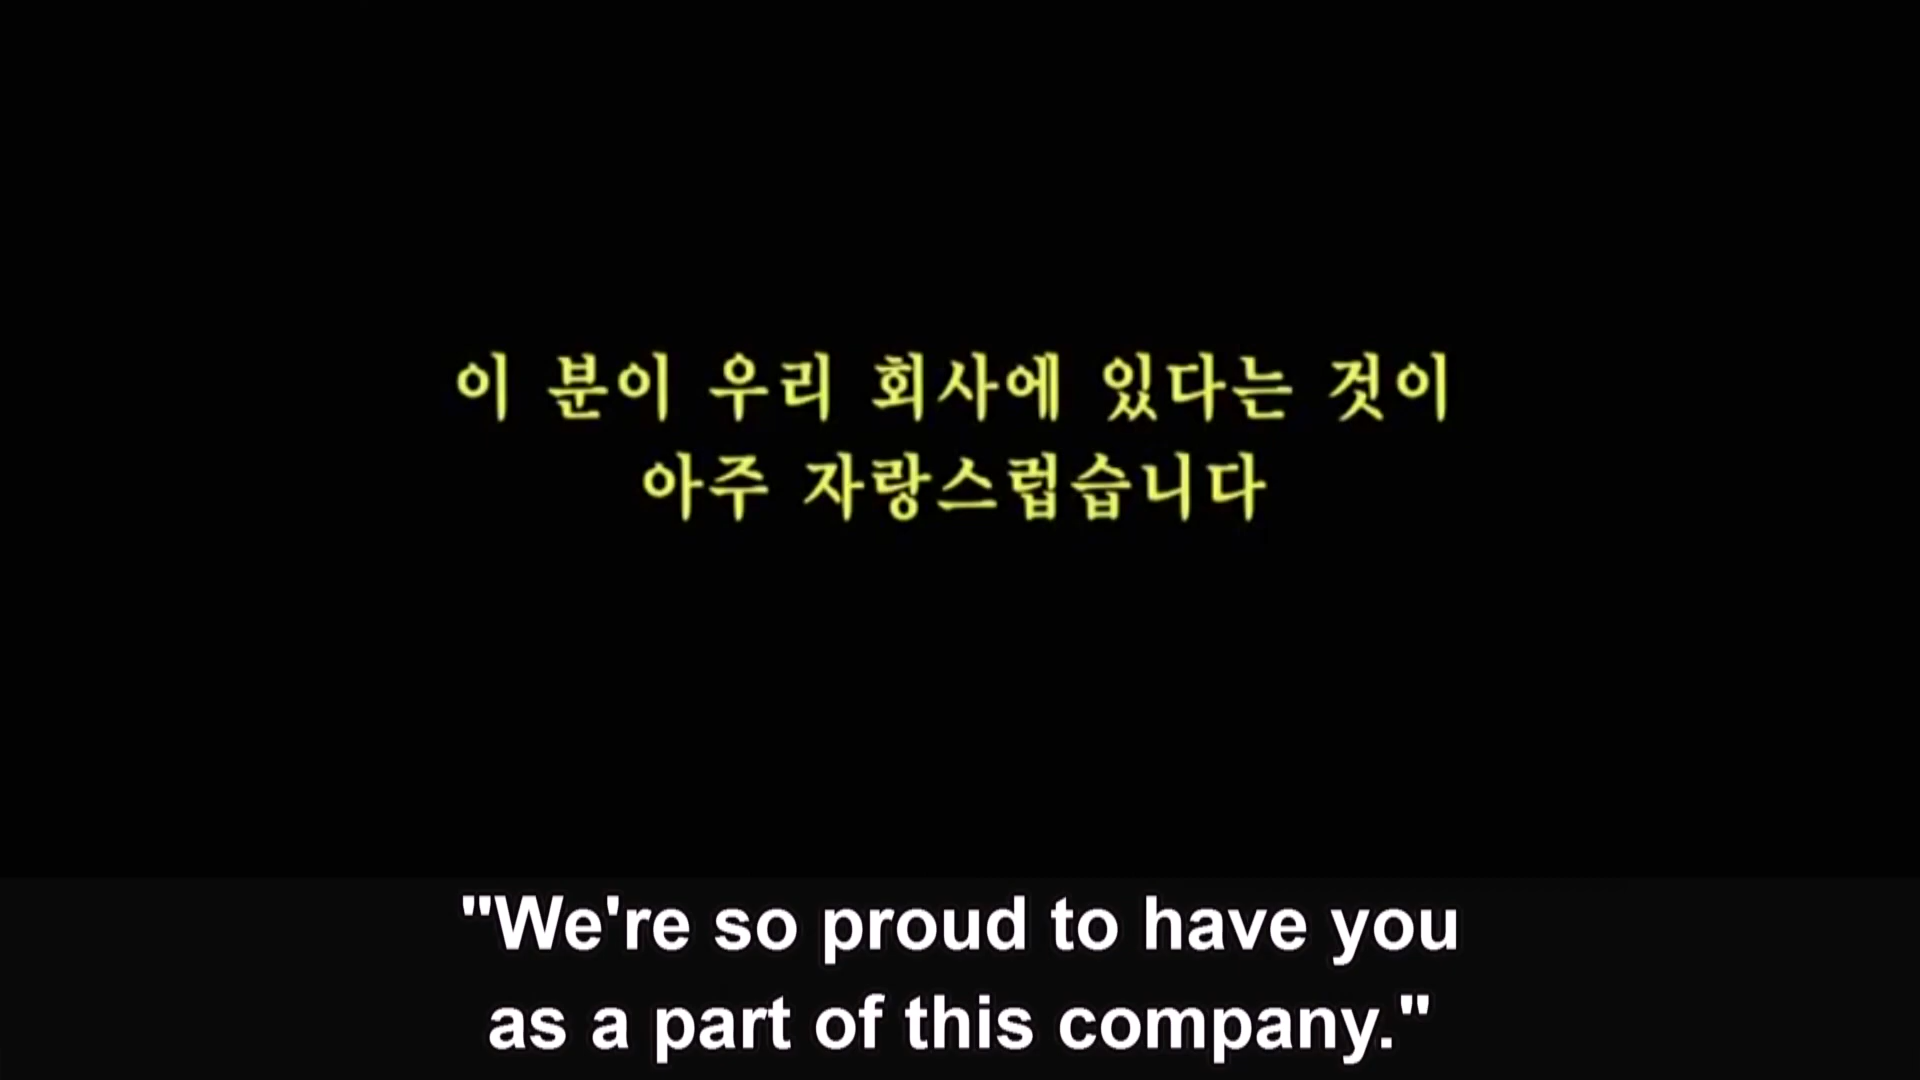 이 분이 우리 회사에 있다는 것이
아주 자랑스럽습니다
"We're so proud to have you
as a part of this company."